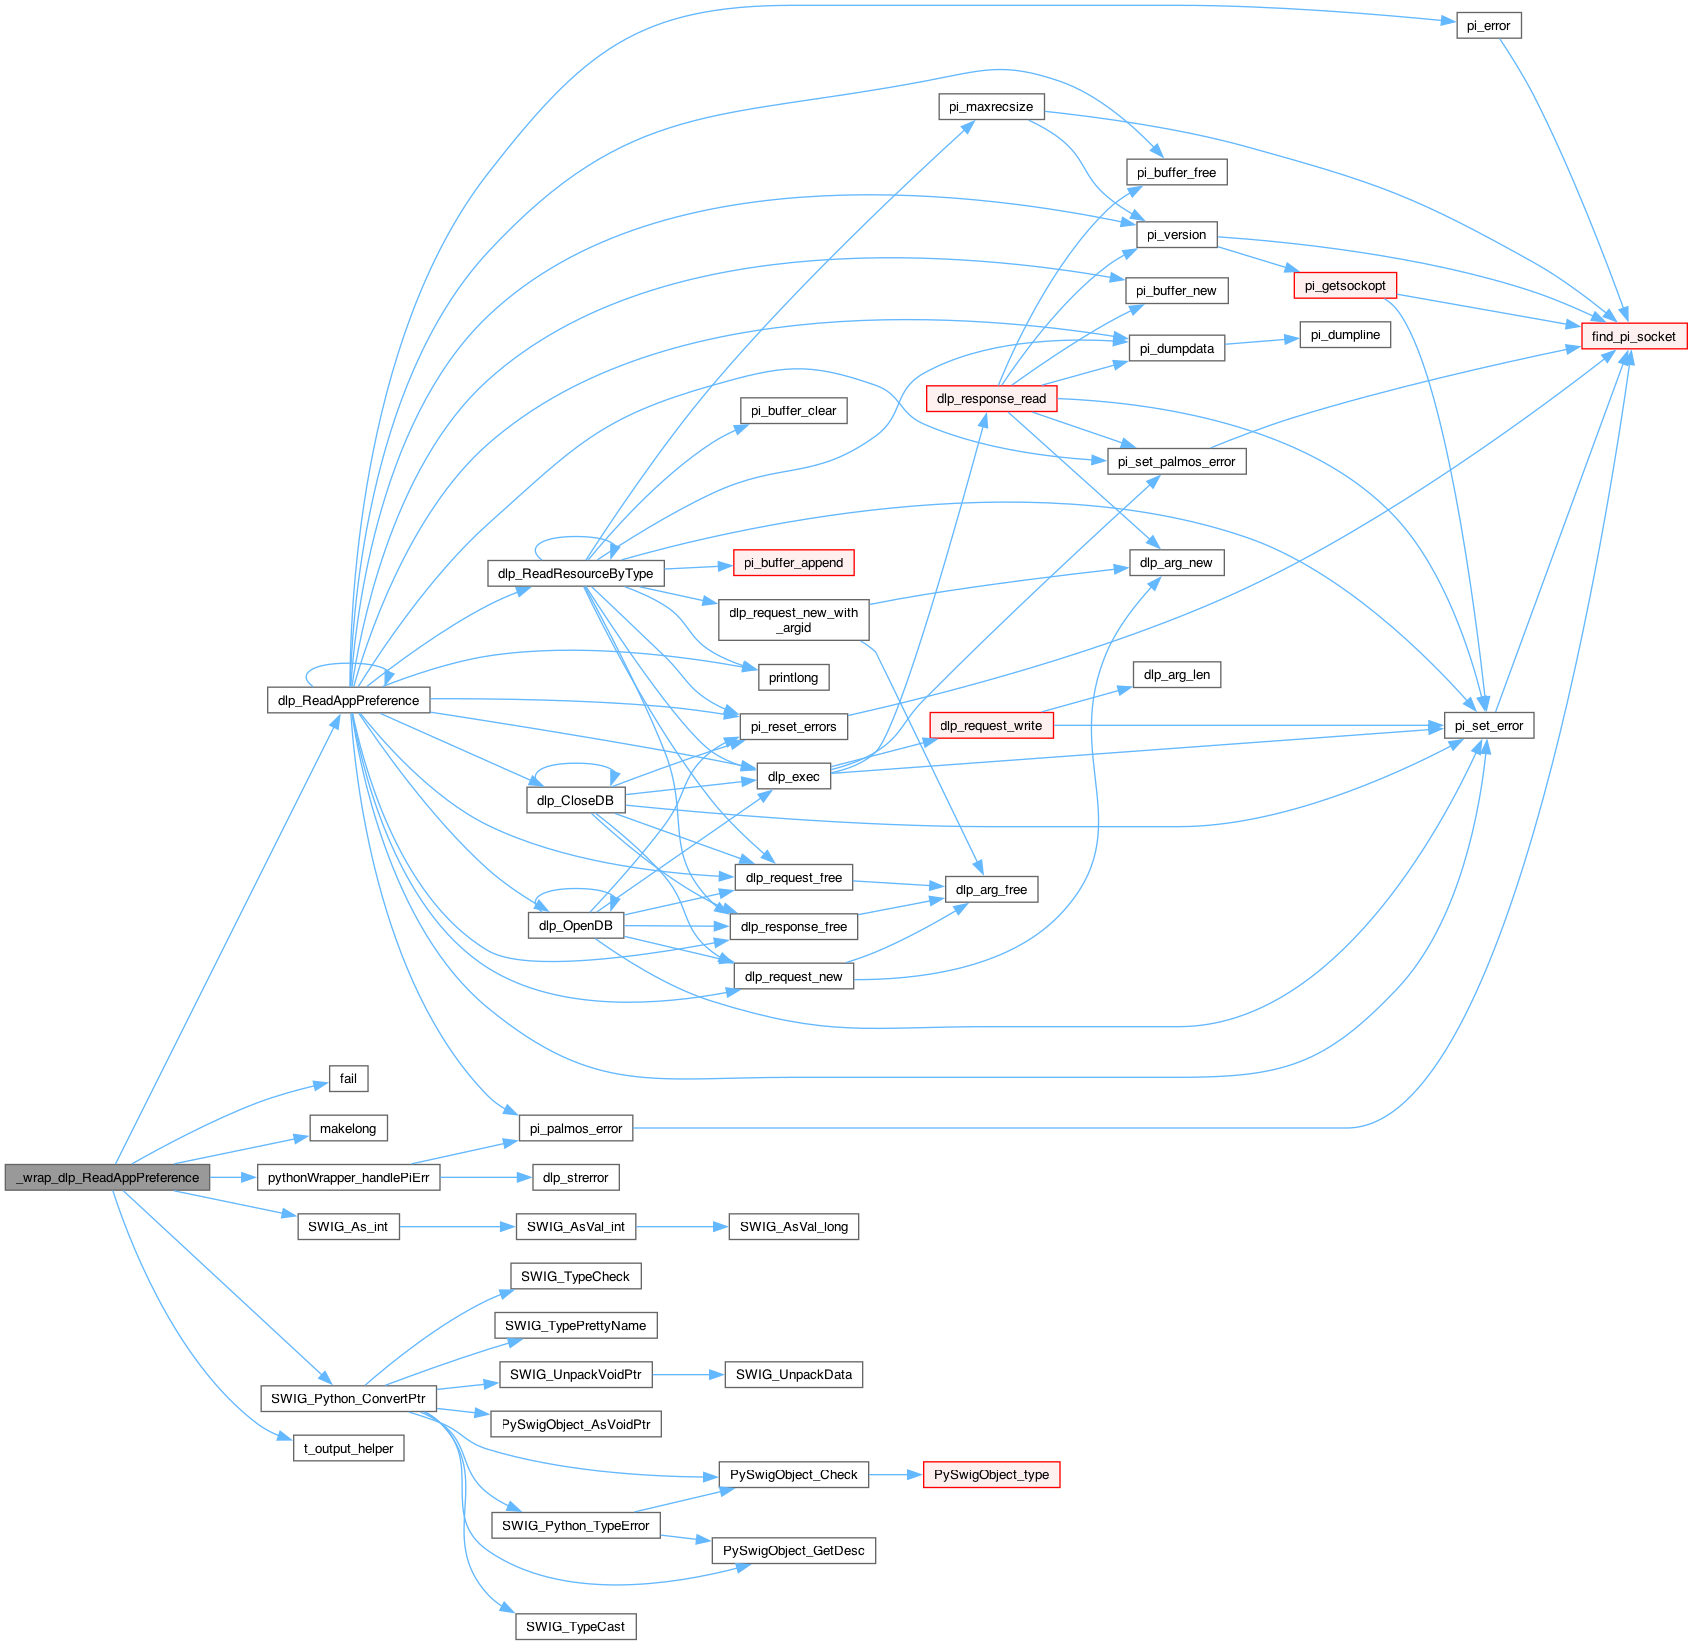 pi_error
pi_maxrecsize
pi_buffer_free
pi_version
pi_getsockopt
pi_buffer_new
pi_dumpline
find_pi_socket
pi_dumpdata
dlp_response_read
pi_buffer_clear
pi_set_palmos_error
dlp_ReadResourceByType
pi_buffer_append
dlp_arg_new
dlp_request_new_with
_argid
dlp_arg_len
printlong
dlp_ReadAppPreference
pi_reset_errors
dlp_request_write
pi_set_error
dlp_exec
dlp_CloseDB
dlp_request_free
dlp_arg_free
dlp_OpenDB
dlp_response_free
dlp_request_new
fail
makelong
pi_palmos_error
_wrap_dlp_ReadAppPreference
pythonWrapper_handlePiErr
dlp_strerror
SWIG_As_int
SWIG_AsVal_int
SWIG_AsVal_long
SWIG_TypeCheck
SWIG_TypePrettyName
SWIG_UnpackVoidPtr
SWIG_UnpackData
SWIG_Python_ConvertPtr
PySwigObject_AsVoidPtr
t_output_helper
PySwigObject_Check
PySwigObject_type
SWIG_Python_TypeError
PySwigObject_GetDesc
SWIG_TypeCast